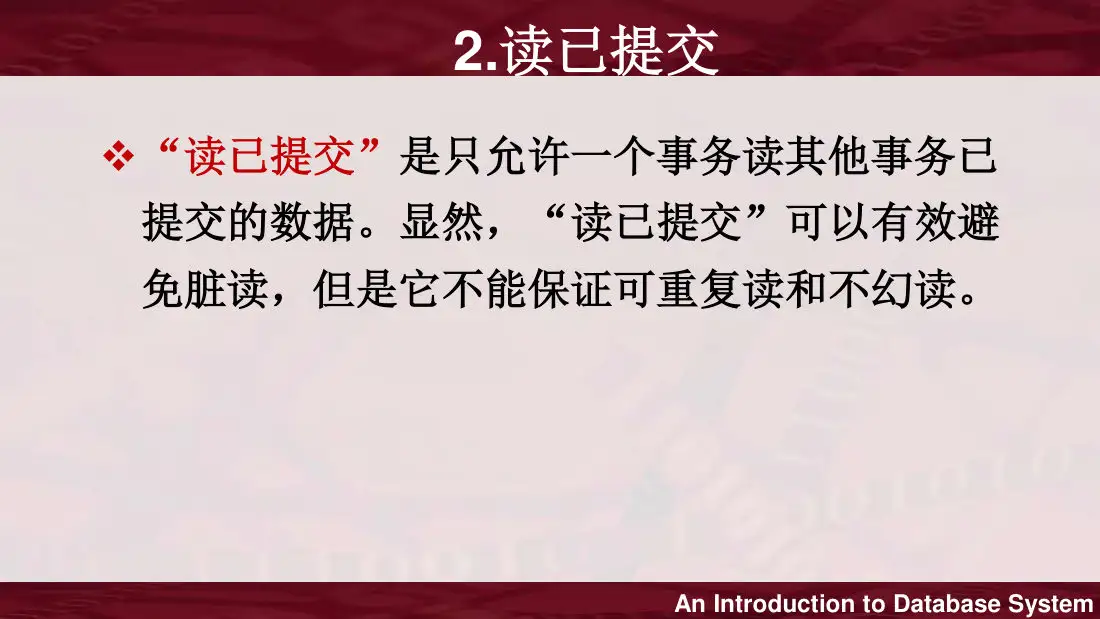 2.读已提交
❖“读已提交”是只允许一个事务读其他事务已
提交的数据。显然，“读已提交”可以有效避
免脏读，但是它不能保证可重复读和不幻读。
An Introduction to Database System